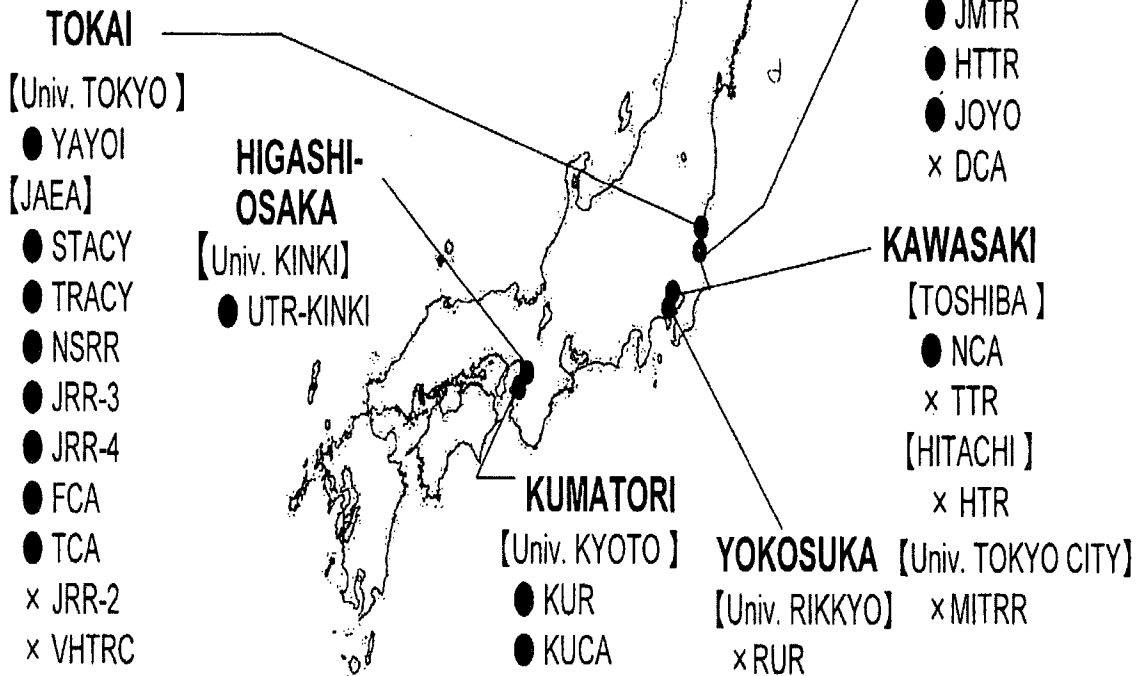 TOKAI
【Univ. TOKYO】
● YAYOI
【JAEA】
● STACY
● TRACY
● NSRR
● JRR-3
● JRR-4
● FCA
● TCA
× JRR-2
× VHTRC
HIGASHI-
OSAKA
【Univ. KINKI】
● UTR-KINKI
KUMATORI
【Univ. KYOTO】
● KUR
● KUCA
● JMTR
● HTTR
● JOYO
× DCA
KAWASAKI
【TOSHIBA】
● NCA
× TTR
【HITACHI】
× HTR
【Univ. TOKYO CITY】
×MITRR
YOKOSUKA
【Univ. RIKKYO】
×RUR